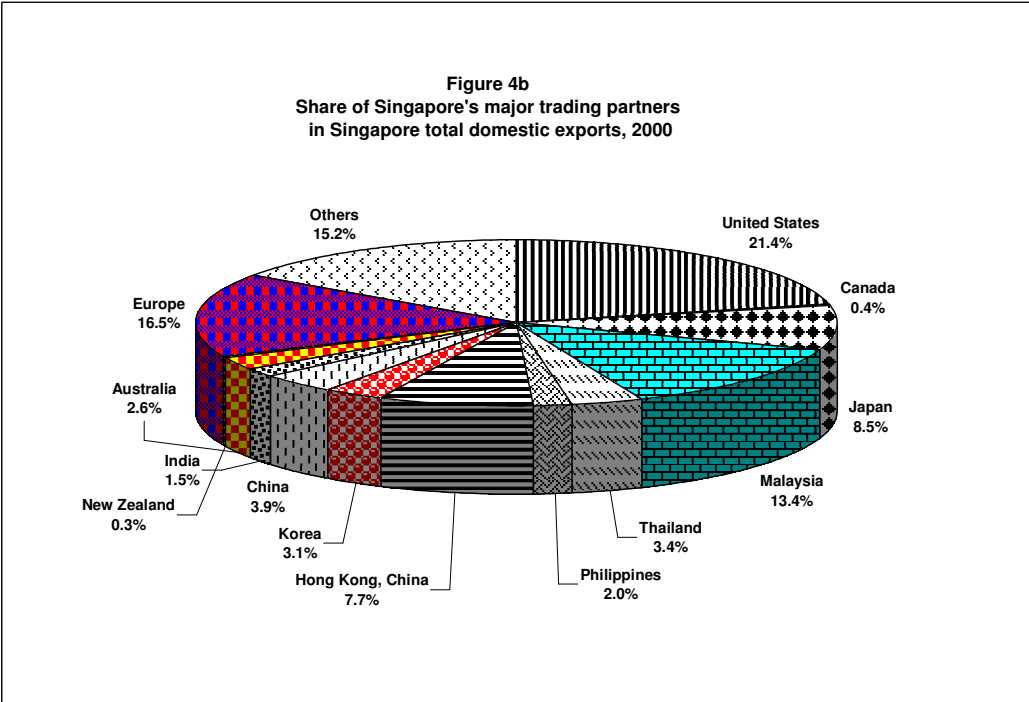 Figure 4b
Share of Singapore's major trading partners
in Singapore total domestic exports, 2000
Others
15.2%
United States
21.4%
Canada
0.4%
Europe
16.5%
Australia
2.6%
Japan
8.5%
India
1.5%
Malaysia
13.4%
China
3.9%
New Zealand
0.3%
Korea
3.1%
Thailand
3.4%
Hong Kong, China
7.7%
Philippines
2.0%